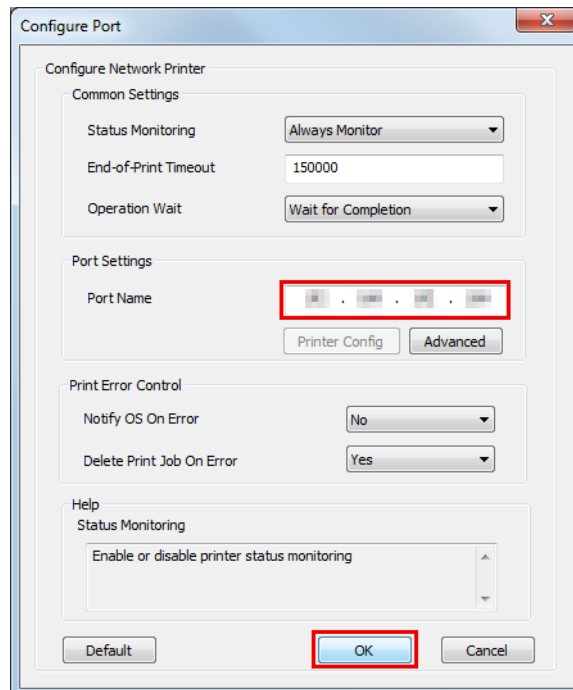 Configure Port
Configure Network Printer
Common Settings
Status Monitoring Always Monitor
End-of-Print Timeout 150000
Operation Wait Wait for Completion
Port Settings
Port Name . . .
Printer Config Advanced
Print Error Control
Notify OS On Error No
Delete Print Job On Error Yes
Help
Status Monitoring
Enable or disable printer status monitoring
Default OK Cancel